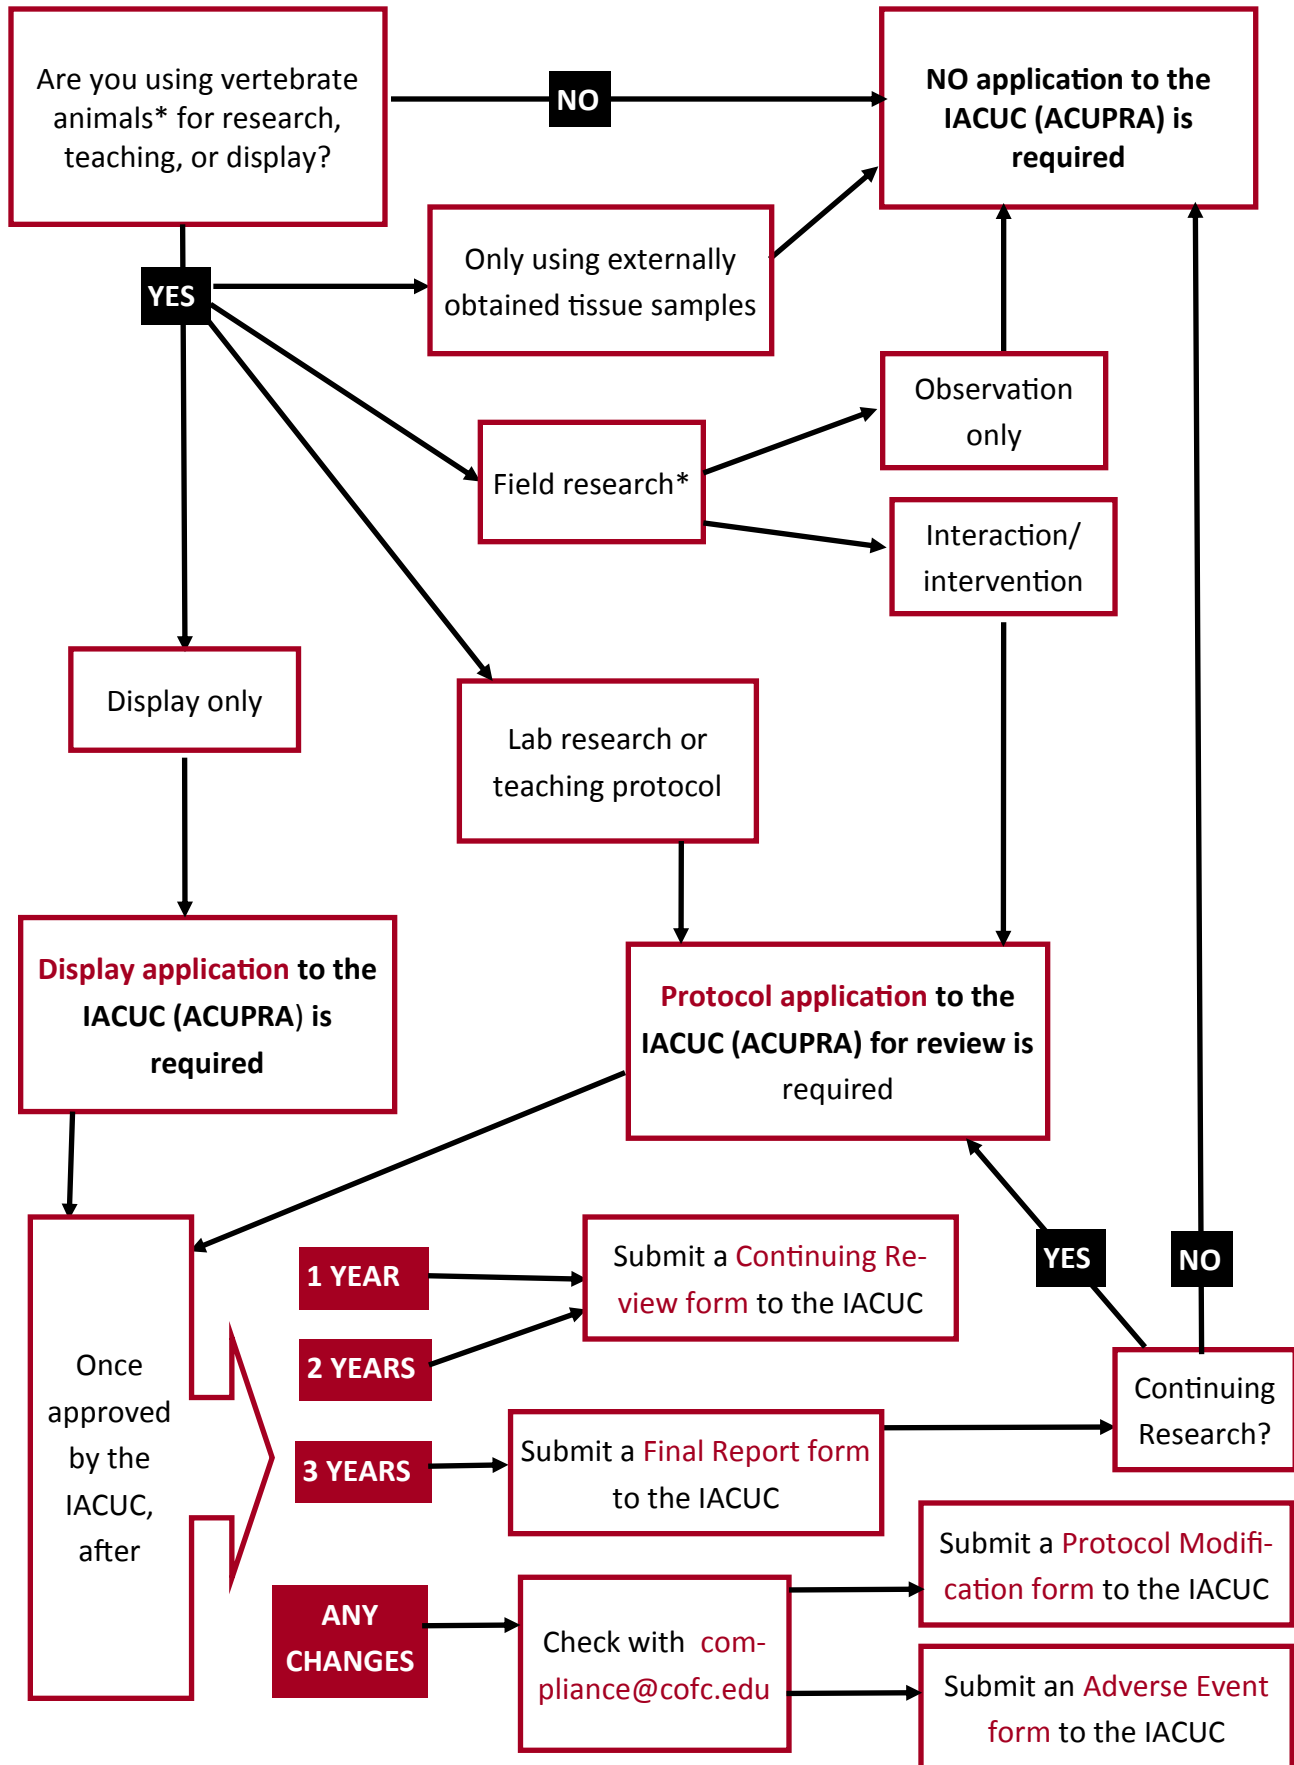 Are you using vertebrate
animals* for research,
teaching, or display?
NO
NO application to the
IACUC (ACUPRA) is
required
YES
Only using externally
obtained tissue samples
Observation
only
Field research*
Interaction/
intervention
Display only
Lab research or
teaching protocol
Display application to the
IACUC (ACUPRA) is
required
Protocol application to the
IACUC (ACUPRA) for review is
required
Once
approved
by the
IACUC,
after
1 YEAR
2 YEARS
Submit a Continuing Re-
view form to the IACUC
YES
NO
3 YEARS
Submit a Final Report form
to the IACUC
Continuing
Research?
ANY
CHANGES
Check with com-
pliance@cofc.edu
Submit a Protocol Modifi-
cation form to the IACUC
Submit an Adverse Event
form to the IACUC